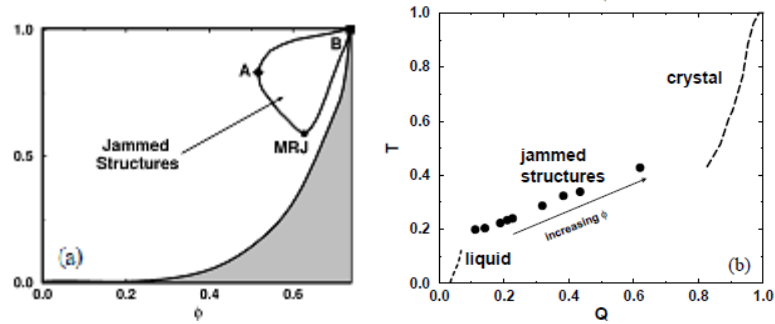 1.0
0.5
0.0
0.0
0.2
0.4
0.6
ϕ
A
B
MRJ
Jammed
Structures
(a)
1.0
0.8
0.6
0.4
0.2
0.0
T
0.0
0.2
0.4
0.6
0.8
1.0
Q
crystal
jammed
structures
increasing ϕ
liquid
(b)